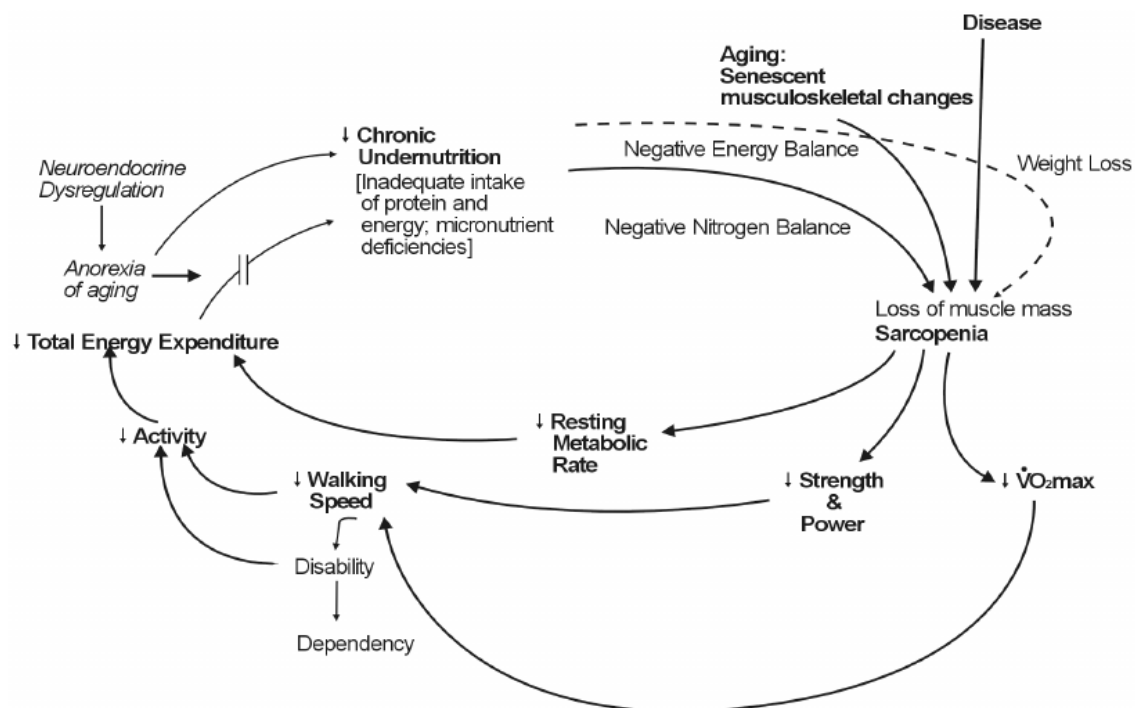 Disease
Aging:
Senescent
musculoskeletal changes
↓ Chronic
Undernutrition
[Inadequate intake
of protein and
energy; micronutrient
deficiencies]
Negative Energy Balance
Weight Loss
Negative Nitrogen Balance
Neuroendocrine
Dysregulation
Anorexia
of aging
↓ Total Energy Expenditure
Loss of muscle mass
Sarcopenia
↓ Activity
↓ Resting
Metabolic
Rate
↓ Walking
Speed
↓ Strength
&
Power
↓ V̇O₂max
Disability
Dependency